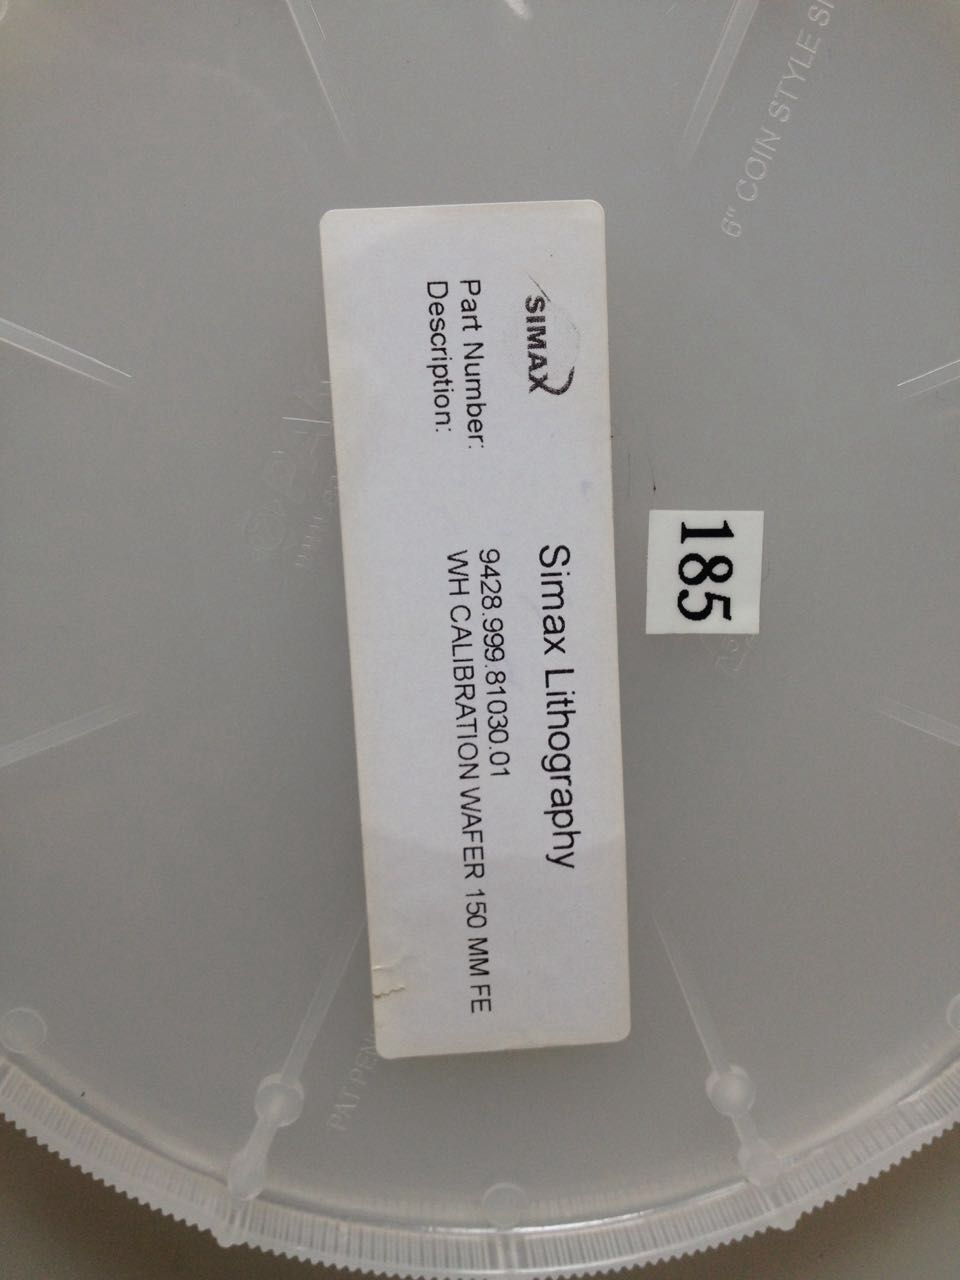 6" COIN STYLE
185
SIMAX
Simax Lithography
Part Number: 9428.999.81030.01
Description: WH CALIBRATION WAFER 150 MM FE